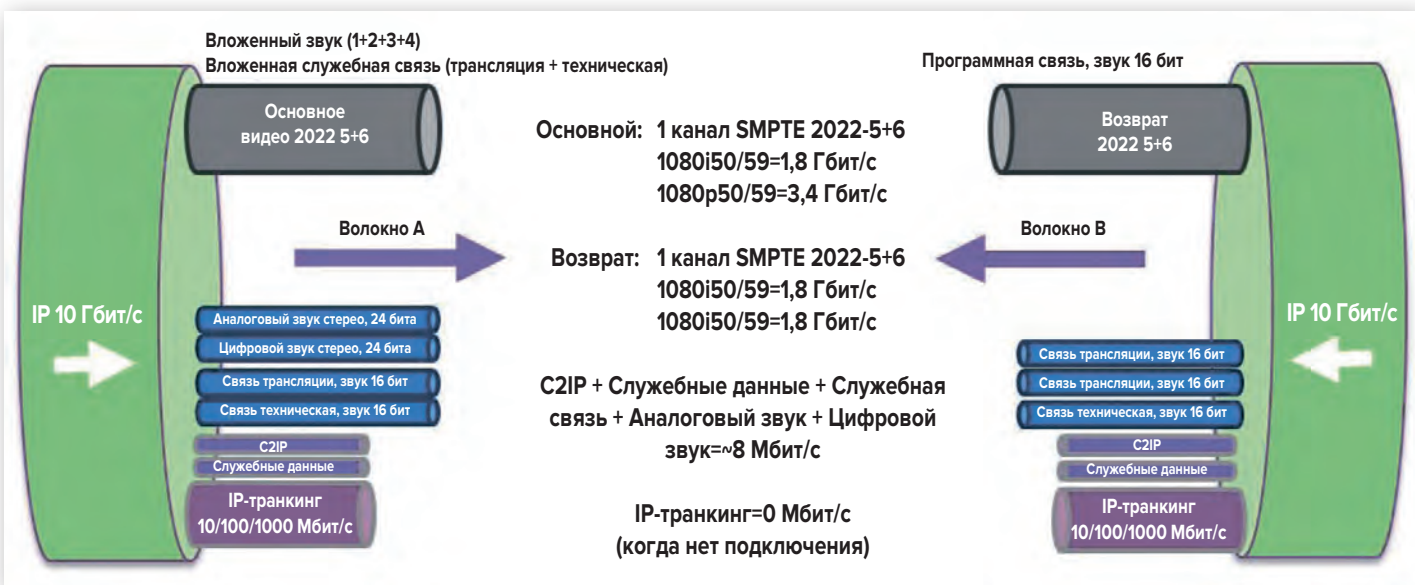 Вложенный звук (1+2+3+4)
Вложенная служебная связь (трансляция + техническая)
Основное
видео 2022 5+6
Волокно A
IP 10 Гбит/с
Аналоговый звук стерео, 24 бита
Цифровой звук стерео, 24 бита
Связь трансляции, звук 16 бит
Связь техническая, звук 16 бит
C2IP
Служебные данные
IP-транкинг
10/100/1000 Мбит/с
Основной: 1 канал SMPTE 2022-5+6
1080i50/59=1,8 Гбит/с
1080p50/59=3,4 Гбит/с
Возврат: 1 канал SMPTE 2022-5+6
1080i50/59=1,8 Гбит/с
1080i50/59=1,8 Гбит/с
C2IP + Служебные данные + Служебная
связь + Аналоговый звук + Цифровой
звук=~8 Мбит/с
IP-транкинг=0 Мбит/с
(когда нет подключения)
Программная связь, звук 16 бит
Возврат
2022 5+6
Волокно B
IP 10 Гбит/с
Связь трансляции, звук 16 бит
Связь трансляции, звук 16 бит
Связь техническая, звук 16 бит
C2IP
Служебные данные
IP-транкинг
10/100/1000 Мбит/с